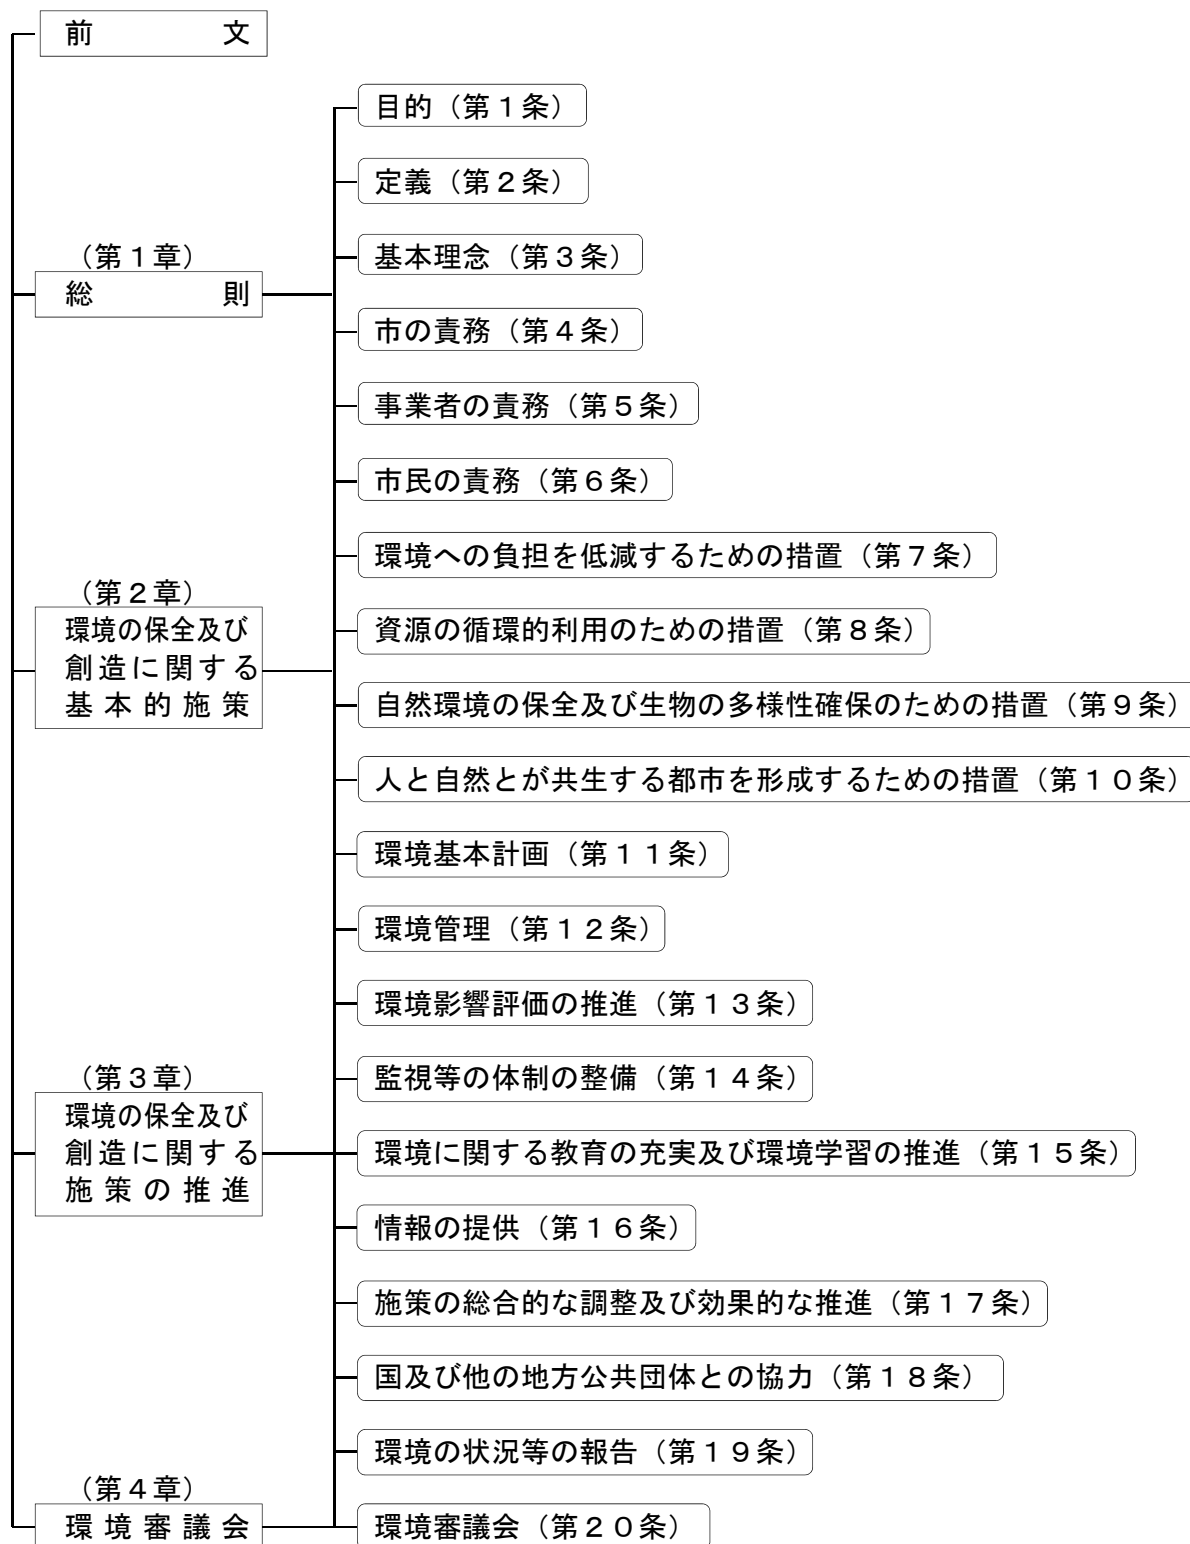 前文
目的（第１条）
定義（第２条）
（第１章）
基本理念（第３条）
総則
市の責務（第４条）
事業者の責務（第５条）
市民の責務（第６条）
環境への負担を低減するための措置（第７条）
（第２章）
環境の保全及び
創造に関する
基本的施策
資源の循環的利用のための措置（第８条）
自然環境の保全及び生物の多様性確保のための措置（第９条）
人と自然とが共生する都市を形成するための措置（第１０条）
環境基本計画（第１１条）
環境管理（第１２条）
環境影響評価の推進（第１３条）
（第３章）
環境の保全及び
創造に関する
施策の推進
監視等の体制の整備（第１４条）
環境に関する教育の充実及び環境学習の推進（第１５条）
情報の提供（第１６条）
施策の総合的な調整及び効果的な推進（第１７条）
国及び他の地方公共団体との協力（第１８条）
環境の状況等の報告（第１９条）
（第４章）
環境審議会
環境審議会（第２０条）